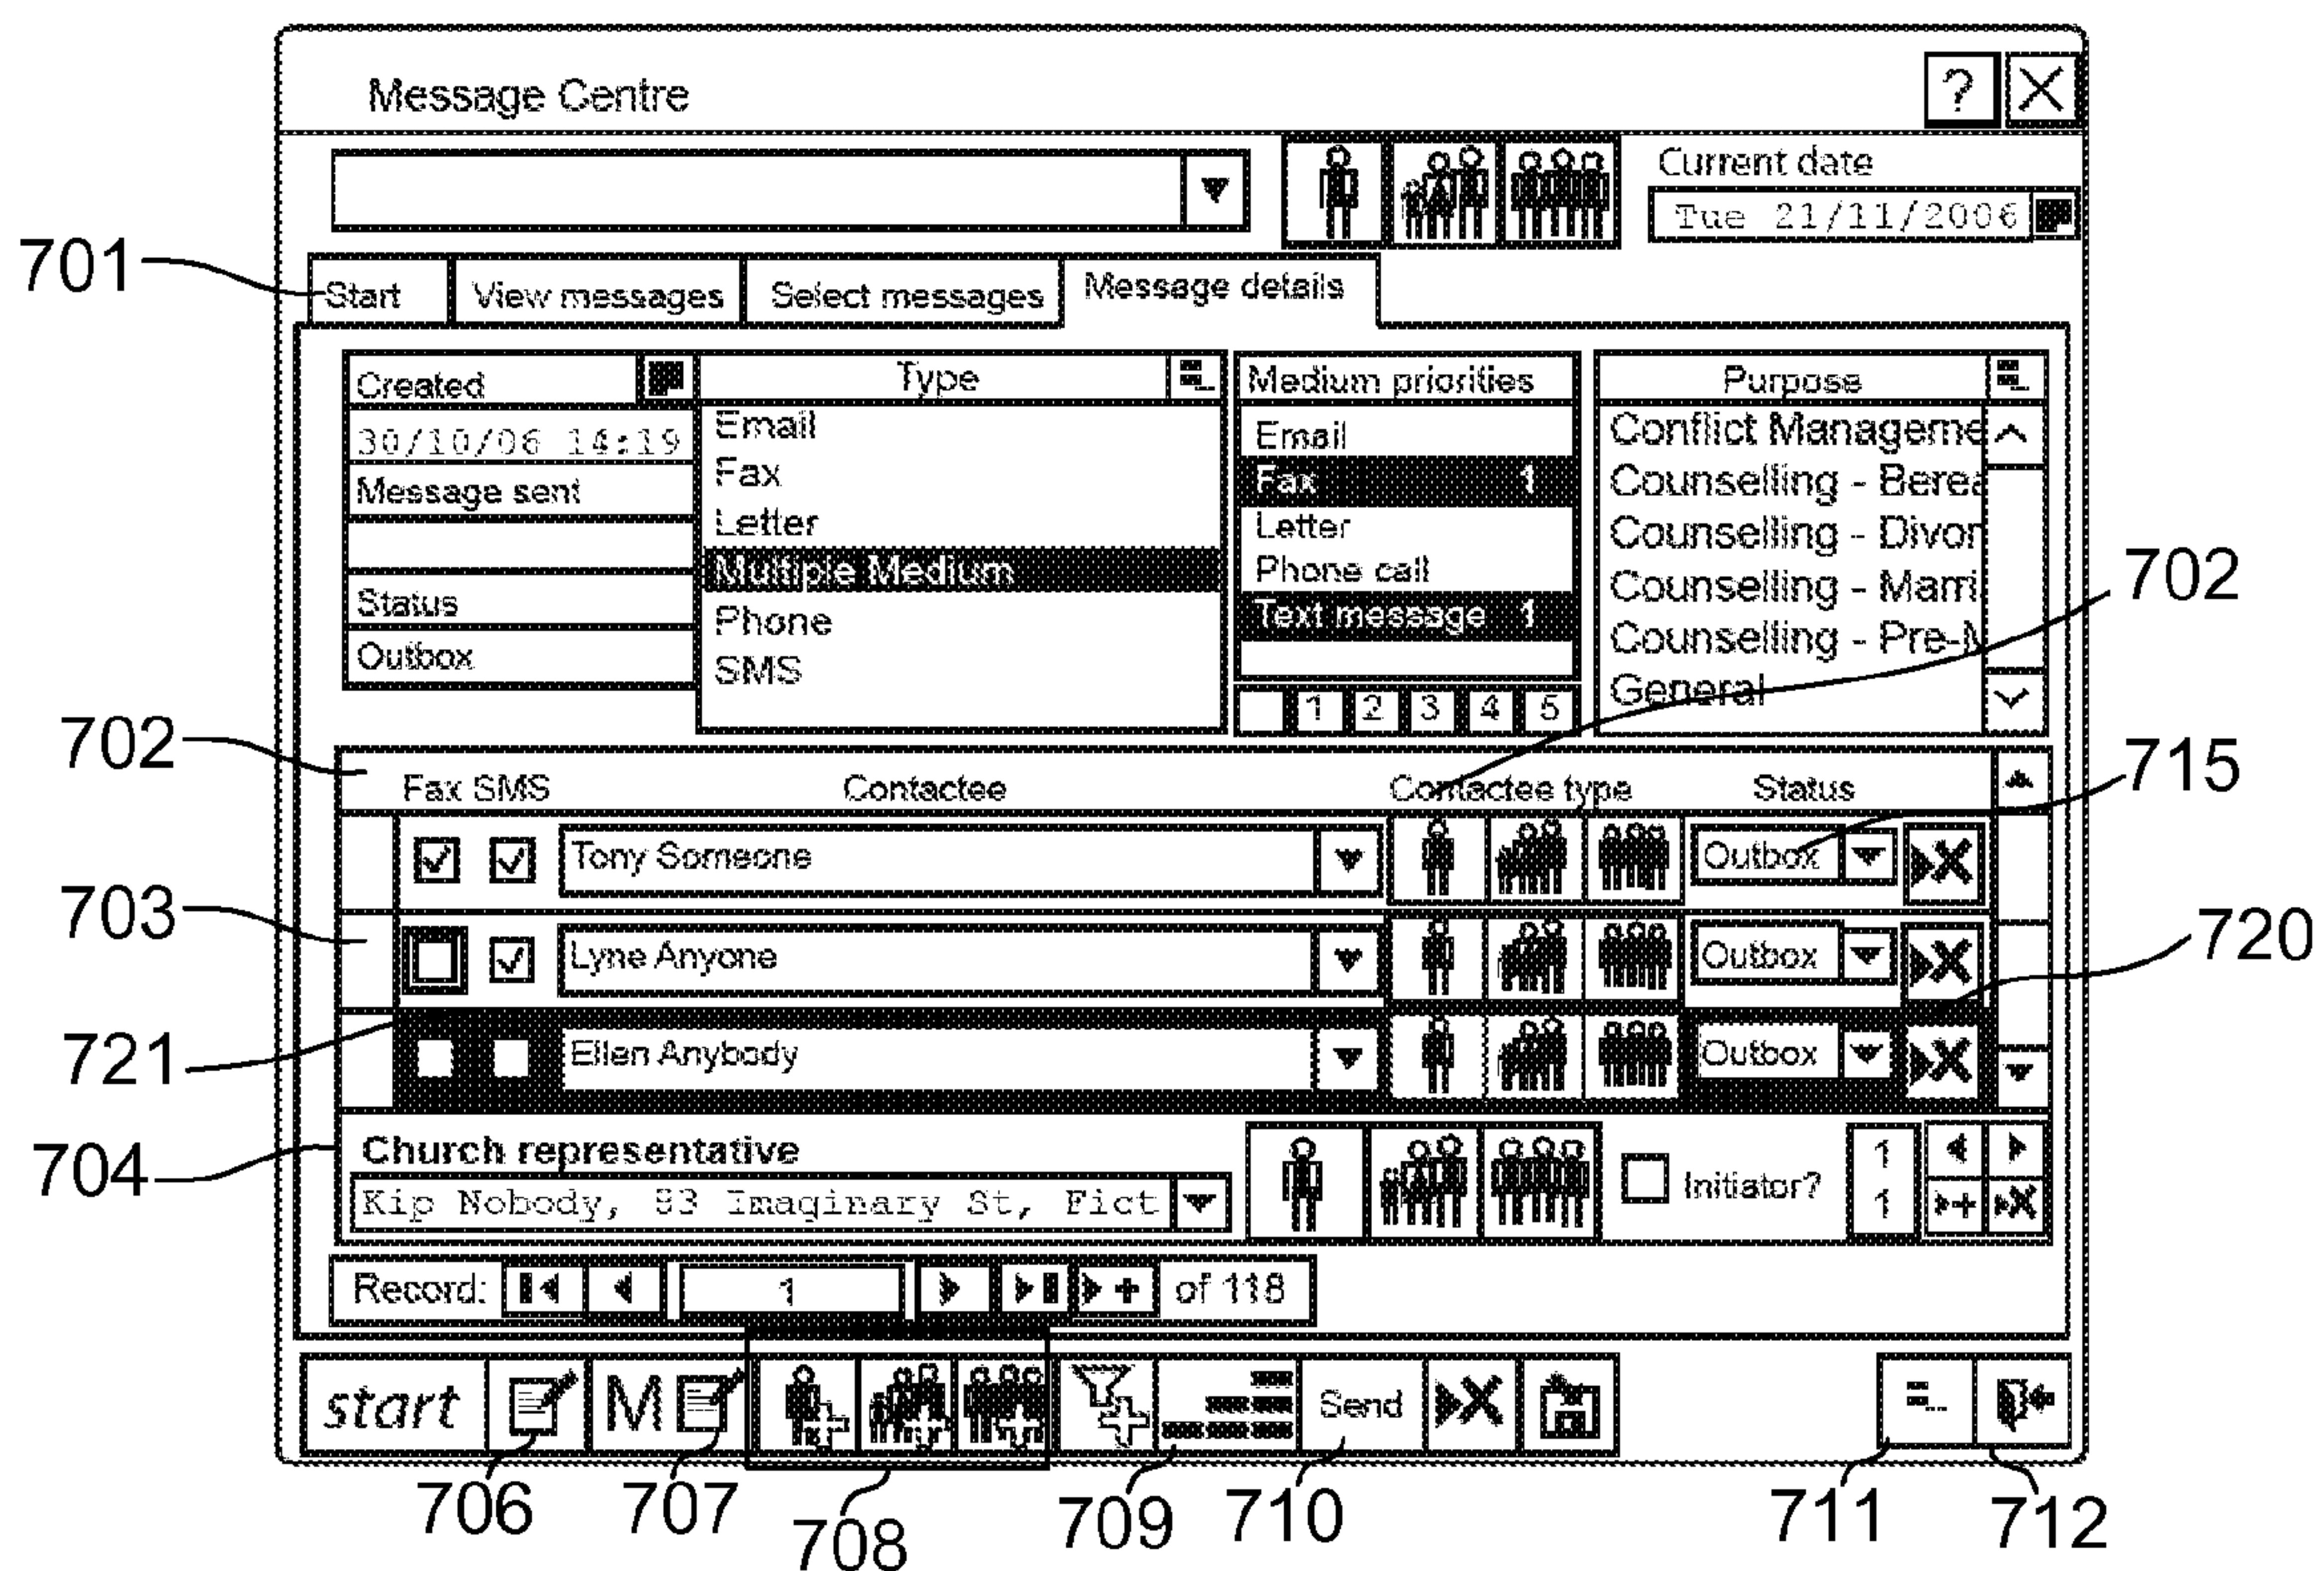 Message Centre ?
Current date
Tue 21/11/2006
701
Start View messages Select messages Message details
Created Type Medium priorities Purpose
30/10/06 14:19
Message sent
Status
Outbox
Email
Fax
Letter
Multiple Medium
Phone
SMS
Email
Fax 1
Letter
Phone call
Text message 1
1 2 3 4 5
Conflict Manageme
Counselling - Berea
Counselling - Divor
Counselling - Marri
Counselling - Pre-M
General
702
702
Fax SMS Contactee Contactee type Status
715
Tony Someone Outbox
703
Lyne Anyone Outbox
720
721
Ellen Anybody Outbox
704
Church representative
Kip Nobody, 83 Imaginary St, Fict
Initiator?
1
1
Record: 1 of 118
start M Send
706 707 708 709 710 711 712